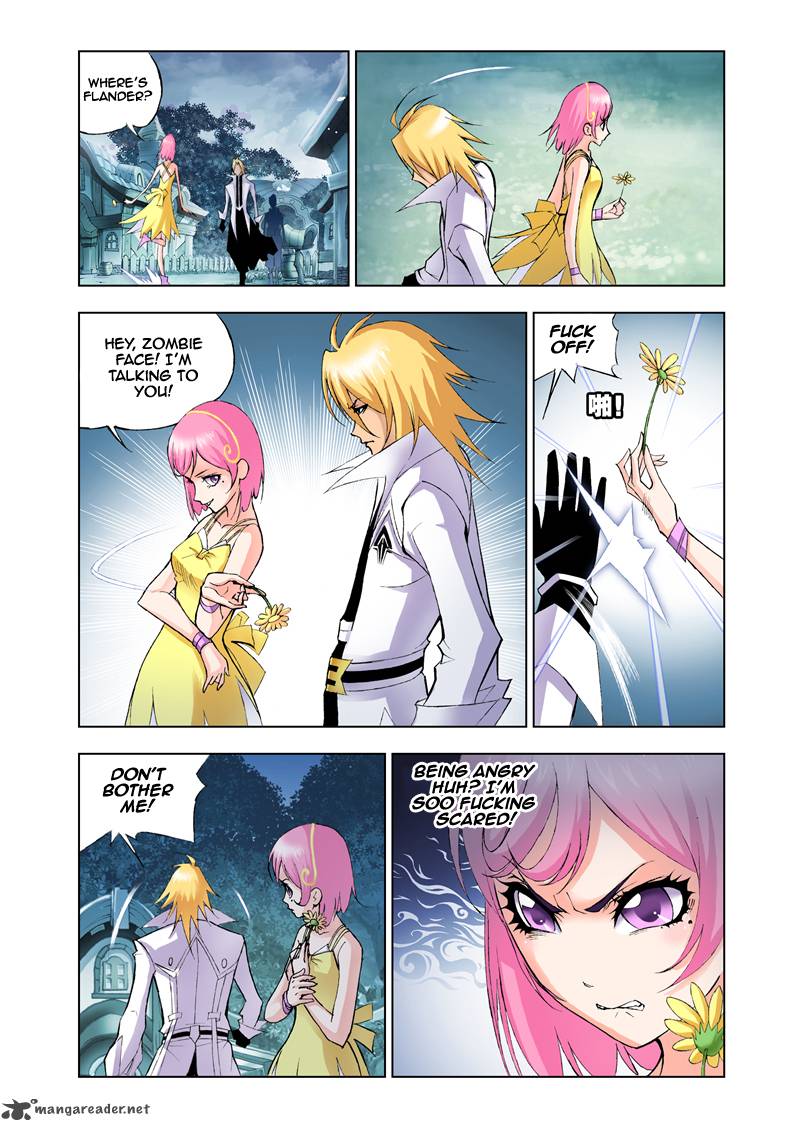 WHERE'S
FLANDER?
HEY, ZOMBIE
FACE! I'M
TALKING TO
YOU!
FUCK
OFF!
啪!
DON'T
BOTHER
ME!
BEING ANGRY
HUH? I'M
SOO FUCKING
SCARED!
mangareader.net